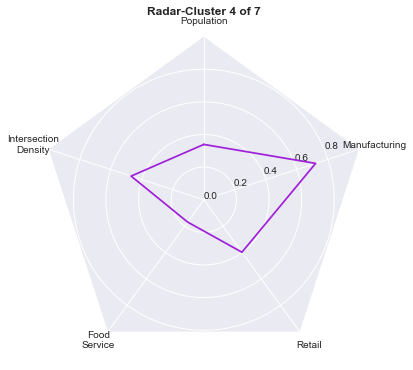 Radar-Cluster 4 of 7
Population
Intersection
Density
Manufacturing
0.8
0.6
0.4
0.2
0.0
Food
Service
Retail